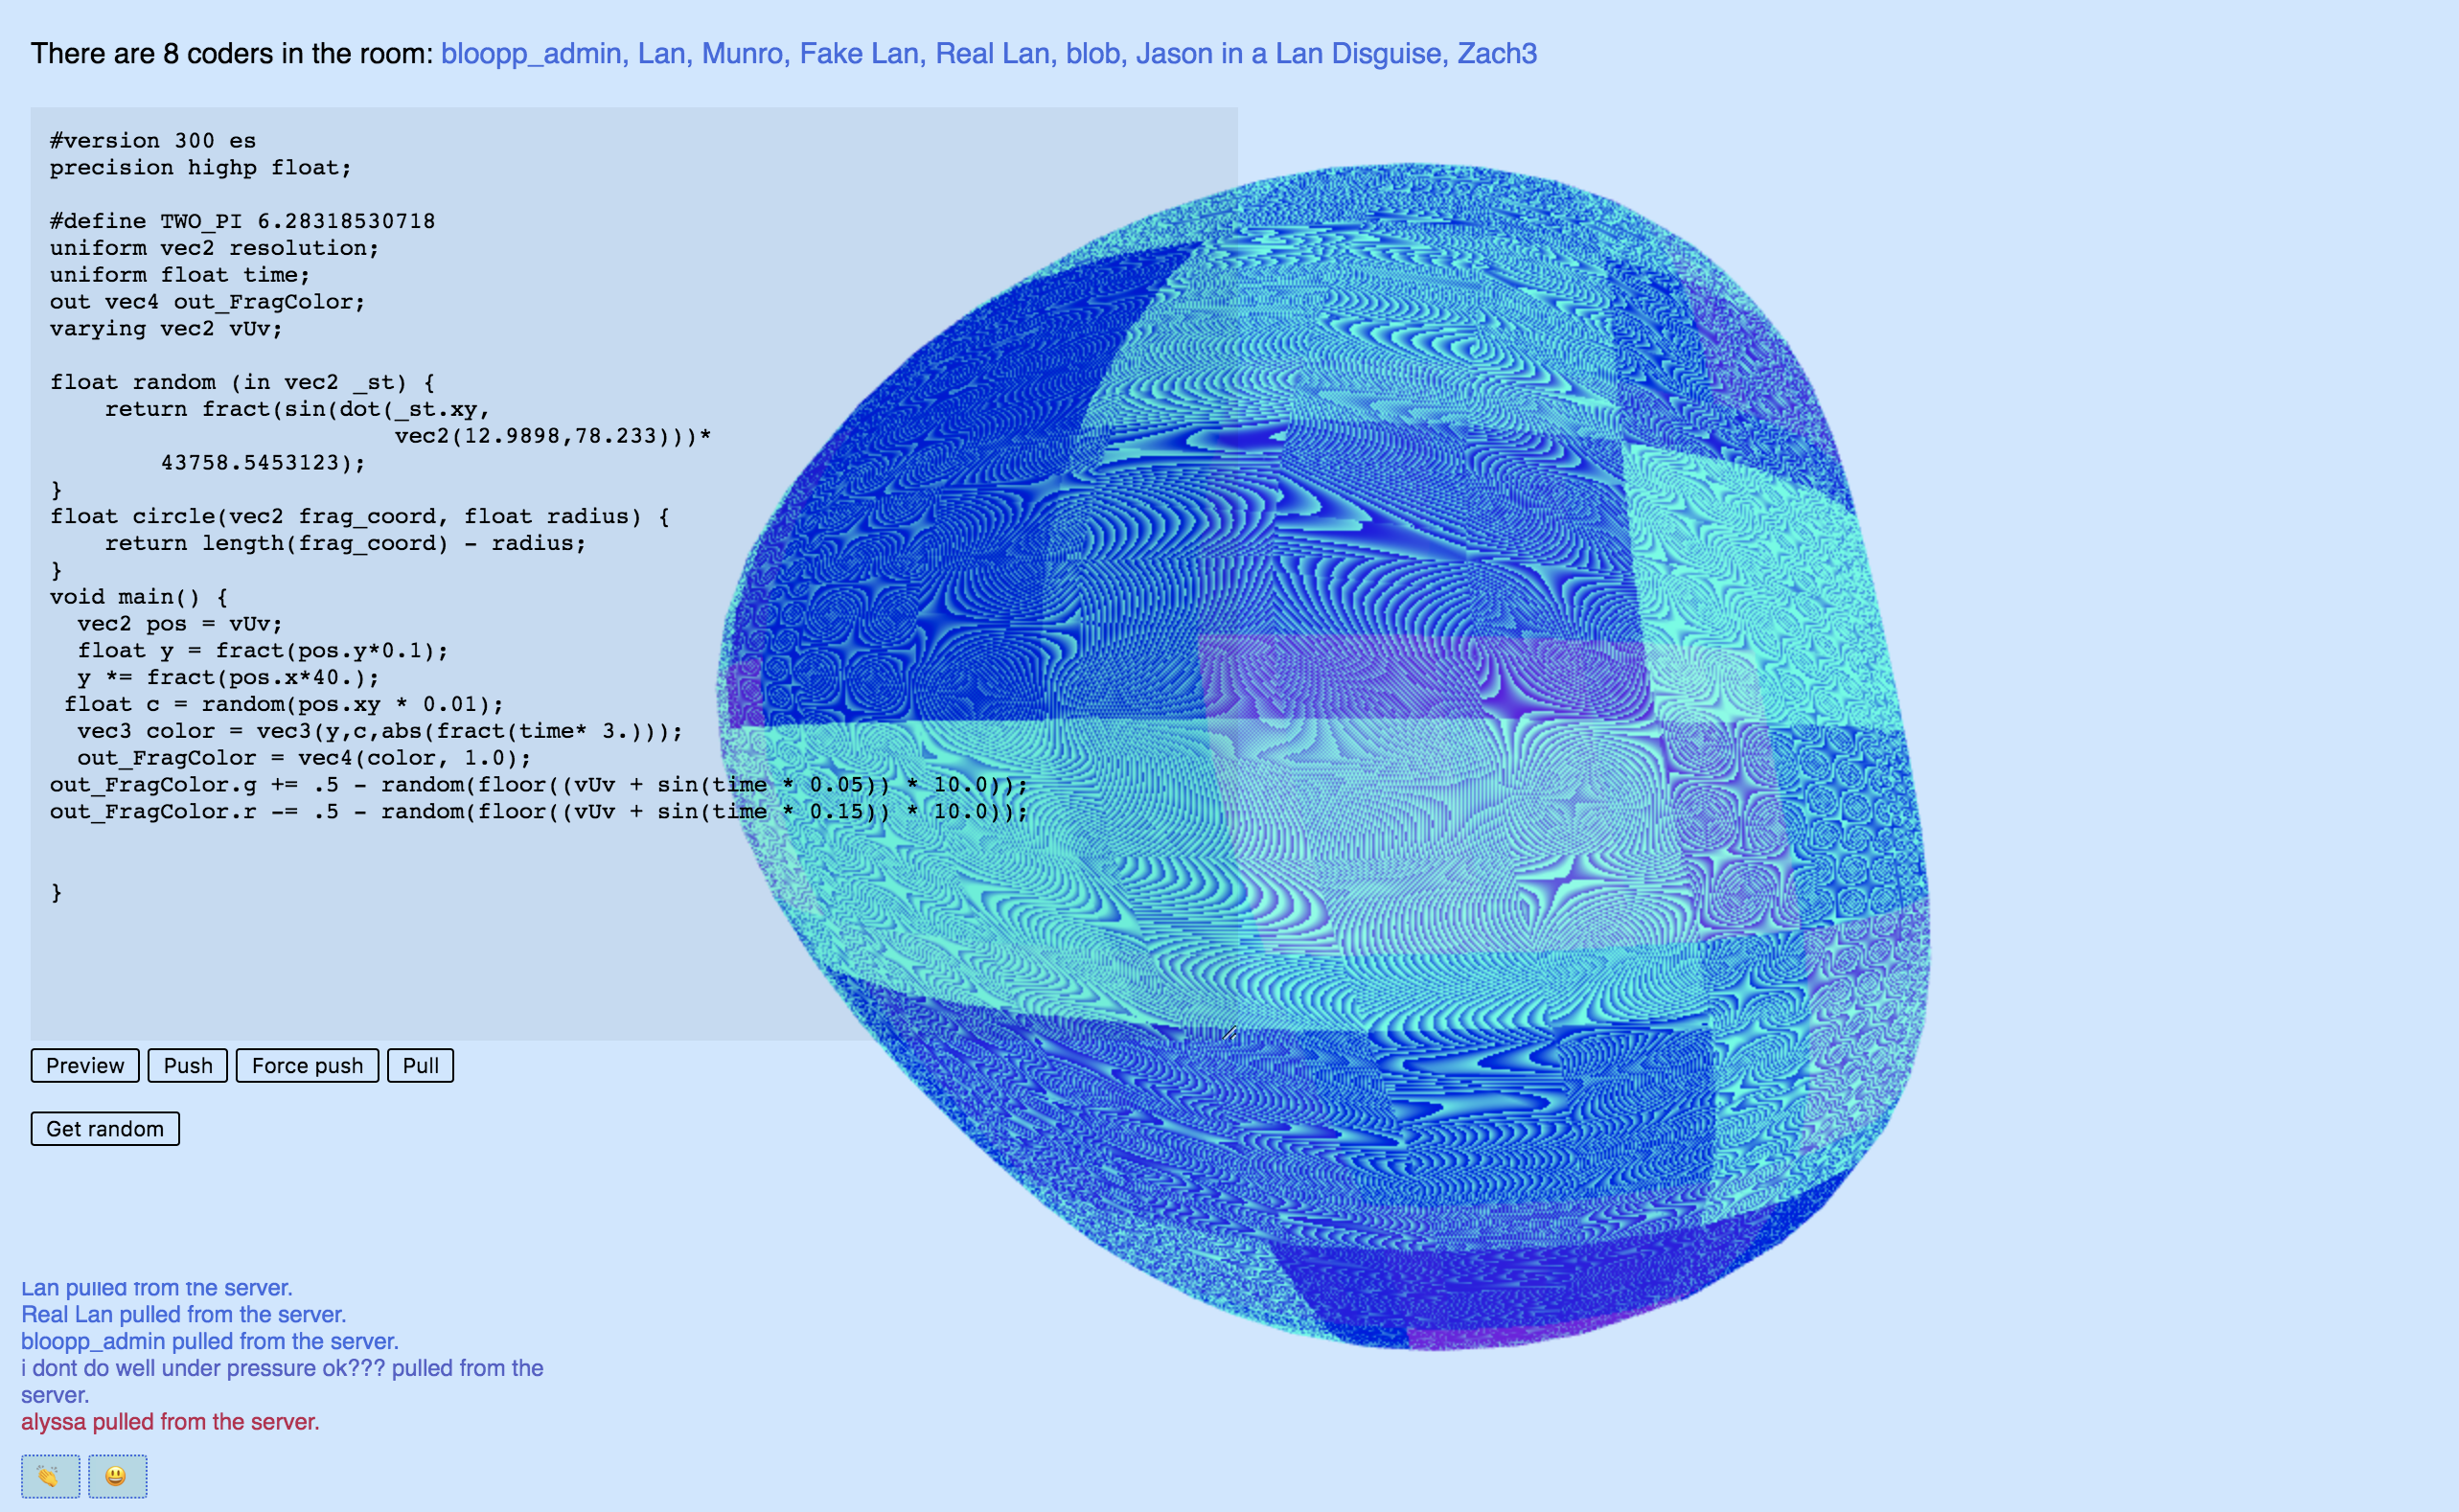 There are 8 coders in the room: bloopp_admin, Lan, Munro, Fake Lan, Real Lan, blob, Jason in a Lan Disguise, Zach3
#version 300 es
precision highp float;
#define TWO_PI 6.28318530718
uniform vec2 resolution;
uniform float time;
out vec4 out_FragColor;
varying vec2 vUv;
float random (in vec2 _st) {
    return fract(sin(dot(_st.xy,
                         vec2(12.9898,78.233)))*
        43758.5453123);
}
float circle(vec2 frag_coord, float radius) {
    return length(frag_coord) - radius;
}
void main() {
  vec2 pos = vUv;
  float y = fract(pos.y*0.1);
  y *= fract(pos.x*40.);
 float c = random(pos.xy * 0.01);
  vec3 color = vec3(y,c,abs(fract(time* 3.)));
  out_FragColor = vec4(color, 1.0);
out_FragColor.g += .5 - random(floor((vUv + sin(time * 0.05)) * 10.0));
out_FragColor.r -= .5 - random(floor((vUv + sin(time * 0.15)) * 10.0));
}
Preview Push Force push Pull
Get random
Lan pulled from the server.
Real Lan pulled from the server.
bloopp_admin pulled from the server.
i dont do well under pressure ok??? pulled from the
server.
alyssa pulled from the server.